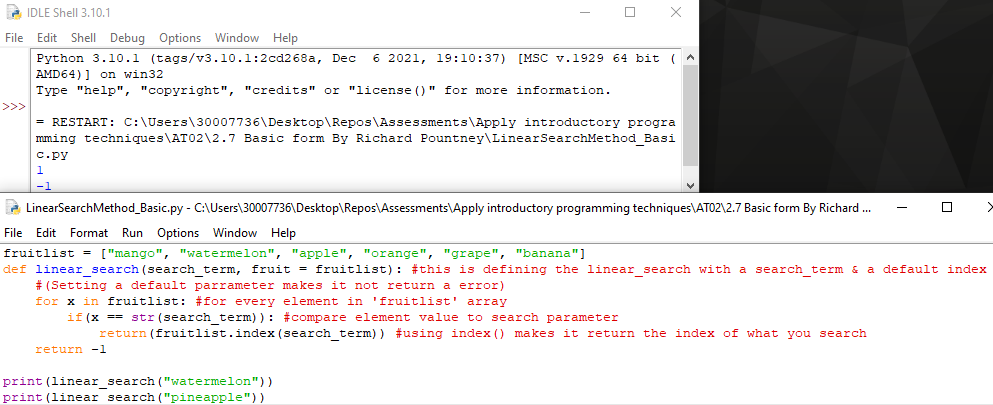 IDLE Shell 3.10.1
File Edit Shell Debug Options Window Help
Python 3.10.1 (tags/v3.10.1:2cd268a, Dec  6 2021, 19:10:37) [MSC v.1929 64 bit (
AMD64)] on win32
Type "help", "copyright", "credits" or "license()" for more information.
>>>
= RESTART: C:\Users\30007736\Desktop\Repos\Assessments\Apply introductory progra
mming techniques\AT02\2.7 Basic form By Richard Pountney\LinearSearchMethod_Basi
c.py
1
-1
LinearSearchMethod_Basic.py - C:\Users\30007736\Desktop\Repos\Assessments\Apply introductory programming techniques\AT02\2.7 Basic form By Richard ...
File Edit Format Run Options Window Help
fruitlist = ["mango", "watermelon", "apple", "orange", "grape", "banana"]
def linear_search(search_term, fruit = fruitlist): #this is defining the linear_search with a search_term & a default index
    #(Setting a default parrameter makes it not return a error)
    for x in fruitlist: #for every element in 'fruitlist' array
        if(x == str(search_term)): #compare element value to search parameter
            return(fruitlist.index(search_term)) #using index() makes it return the index of what you search
    return -1
print(linear_search("watermelon"))
print(linear_search("pineapple"))